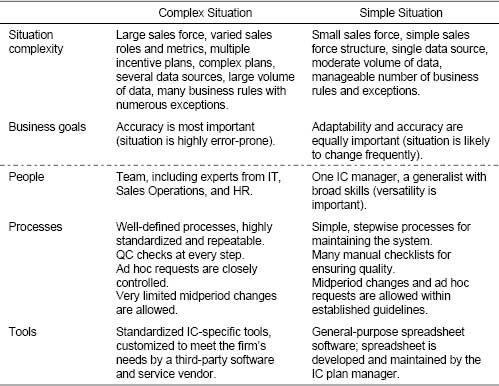 Complex Situation Simple Situation
Situation complexity
Large sales force, varied sales
roles and metrics, multiple
incentive plans, complex plans,
several data sources, large volume
of data, many business rules with
numerous exceptions.
Small sales force, simple sales
force structure, single data source,
moderate volume of data,
manageable number of business
rules and exceptions.
Business goals
Accuracy is most important
(situation is highly error-prone).
Adaptability and accuracy are
equally important (situation is likely
to change frequently).
People
Team, including experts from IT,
Sales Operations, and HR.
One IC manager, a generalist with
broad skills (versatility is
important).
Processes
Well-defined processes, highly
standardized and repeatable.
QC checks at every step.
Ad hoc requests are closely
controlled.
Very limited midperiod changes
are allowed.
Simple, stepwise processes for
maintaining the system.
Many manual checklists for
ensuring quality.
Midperiod changes and ad hoc
requests are allowed within
established guidelines.
Tools
Standardized IC-specific tools,
customized to meet the firm's
needs by a third-party software
and service vendor.
General-purpose spreadsheet
software; spreadsheet is
developed and maintained by the
IC plan manager.